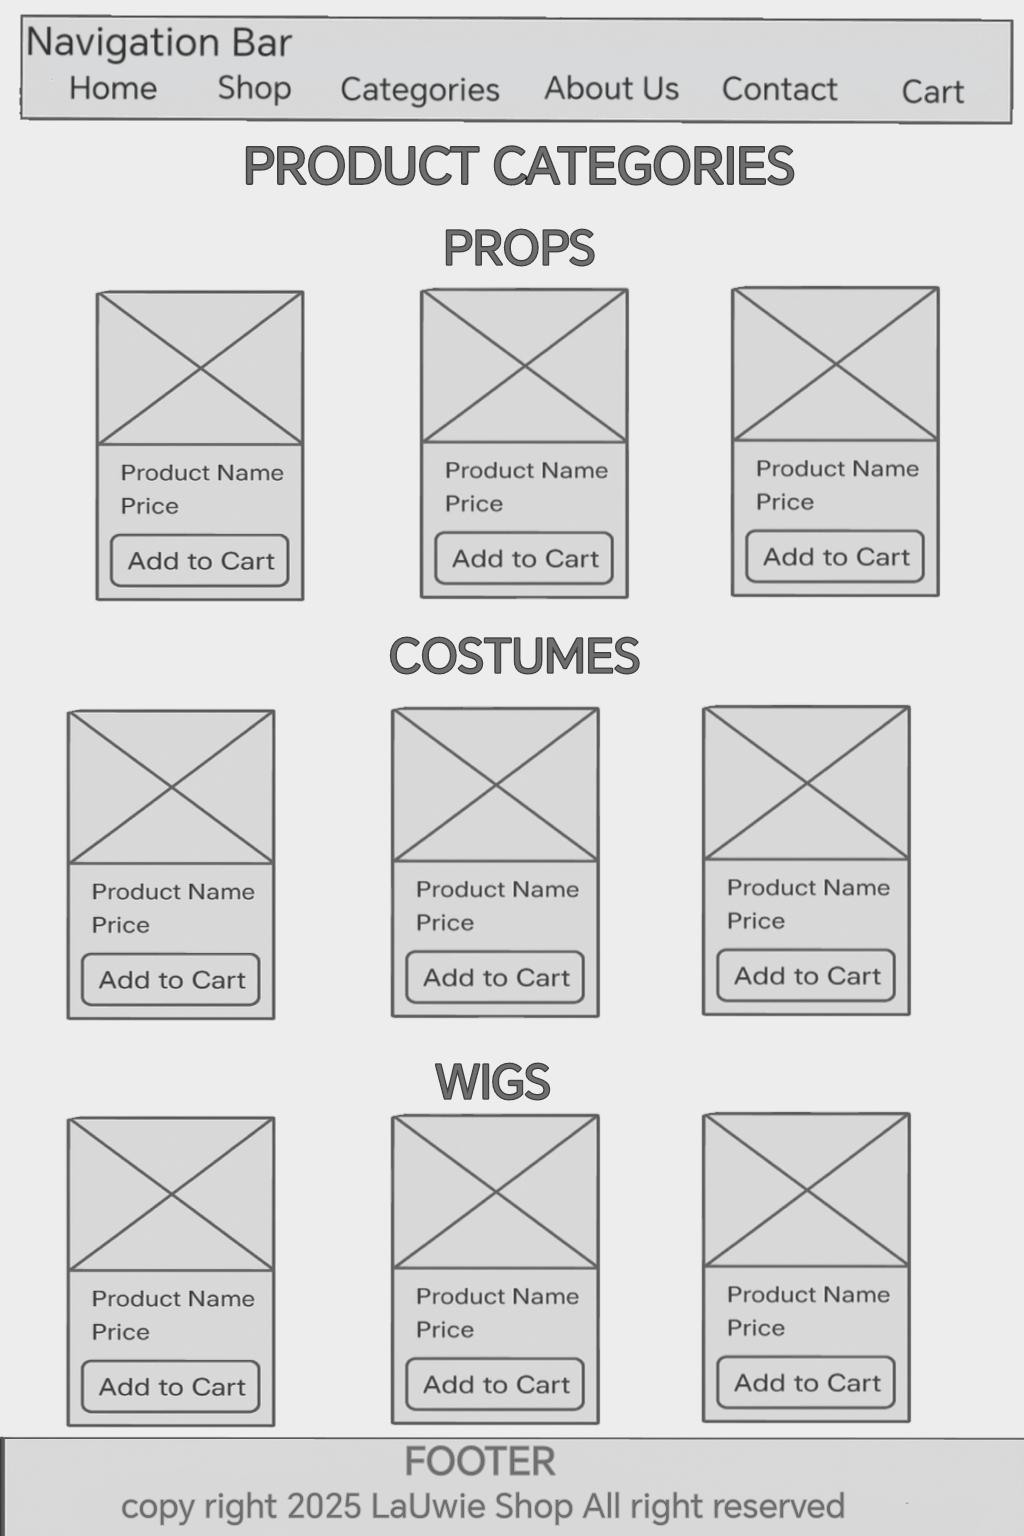 Navigation Bar
Home Shop Categories About Us Contact Cart
PRODUCT CATEGORIES
PROPS
Product Name
Price
Add to Cart
Product Name
Price
Add to Cart
Product Name
Price
Add to Cart
COSTUMES
Product Name
Price
Add to Cart
Product Name
Price
Add to Cart
Product Name
Price
Add to Cart
WIGS
Product Name
Price
Add to Cart
Product Name
Price
Add to Cart
Product Name
Price
Add to Cart
FOOTER
copy right 2025 LaUwie Shop All right reserved